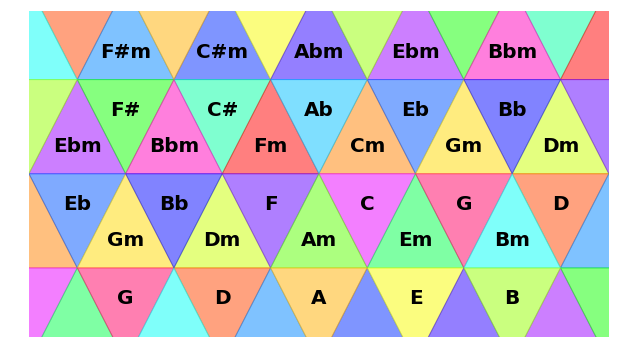 F#m C#m Abm Ebm Bbm
F# C# Ab Eb Bb
Ebm Bbm Fm Cm Gm Dm
Eb Bb F C G D
Gm Dm Am Em Bm
G D A E B